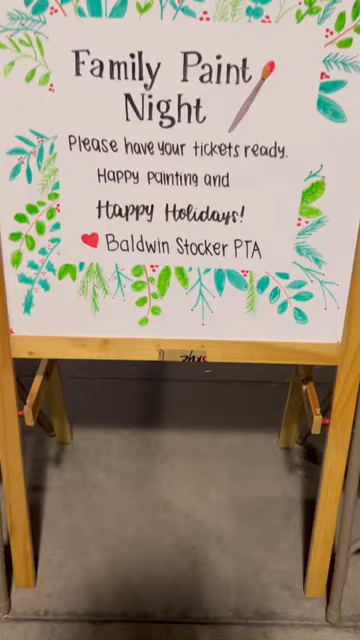 Family Paint
Night
Please have your tickets ready.
Happy painting and
Happy Holidays!
Baldwin Stocker PTA